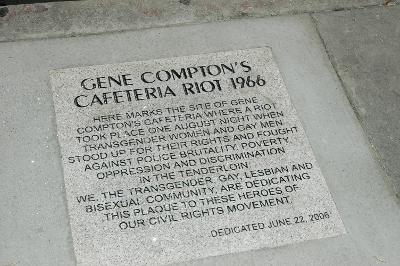 GENE COMPTON'S
CAFETERIA RIOT 1966
HERE MARKS THE SITE OF GENE
COMPTON'S CAFETERIA WHERE A RIOT
TOOK PLACE ONE AUGUST NIGHT WHEN
TRANSGENDER WOMEN AND GAY MEN
STOOD UP FOR THEIR RIGHTS AND FOUGHT
AGAINST POLICE BRUTALITY, POVERTY,
OPPRESSION AND DISCRIMINATION
IN THE TENDERLOIN.
WE, THE TRANSGENDER, GAY, LESBIAN AND
BISEXUAL COMMUNITY, ARE DEDICATING
THIS PLAQUE TO THESE HEROES OF
OUR CIVIL RIGHTS MOVEMENT.
DEDICATED JUNE 22, 2006